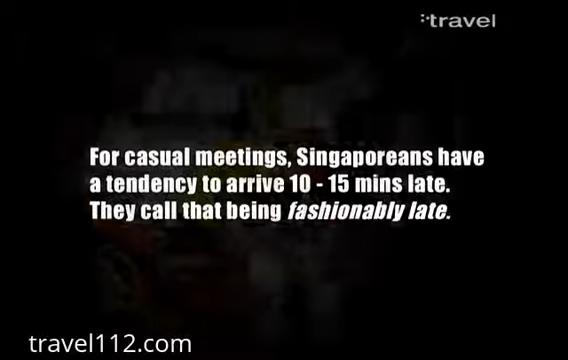 travel
For casual meetings, Singaporeans have
a tendency to arrive 10 - 15 mins late.
They call that being fashionably late.
travel112.com